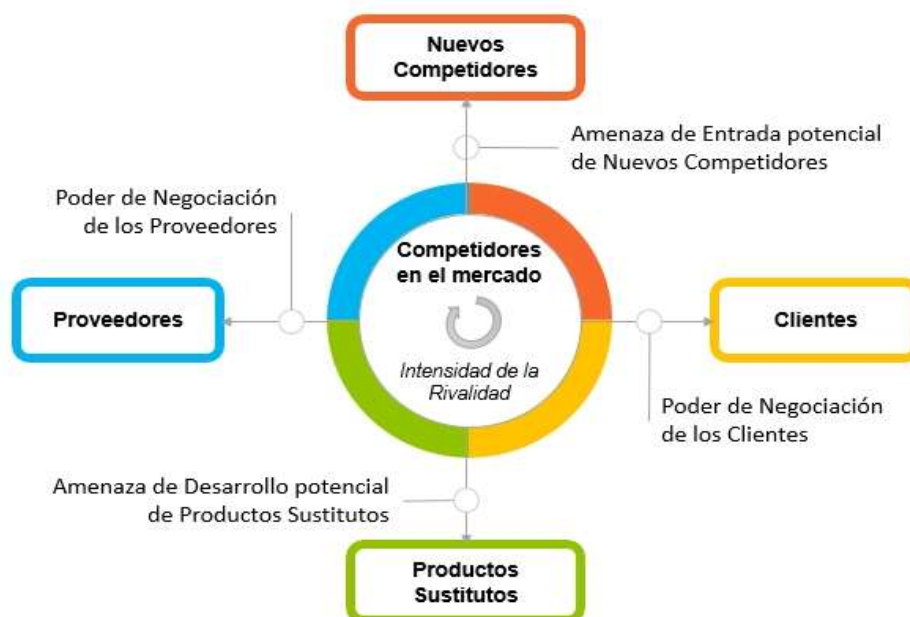 Nuevos
Competidores
Amenaza de Entrada potencial
de Nuevos Competidores
Poder de Negociación
de los Proveedores
Competidores
en el mercado
Proveedores
Clientes
Intensidad de la
Rivalidad
Poder de Negociación
de los Clientes
Amenaza de Desarrollo potencial
de Productos Sustitutos
Productos
Sustitutos